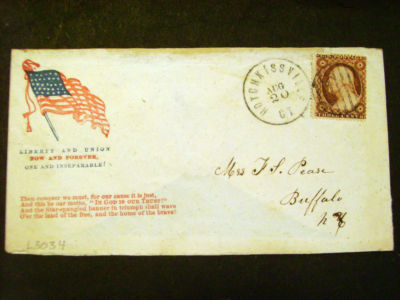 HOTCHKISSVILLE
AUG
20
CT
THREE CENTS
LIBERTY AND UNION
NOW AND FOREVER,
ONE AND INSEPARABLE!
Mrs F. S. Pease
Buffalo
N Y
Then conquer we must, for our cause it is just,
And this be our motto, "IN GOD IS OUR TRUST!"
And the Star-spangled banner in triumph shall wave
O'er the land of the free, and the home of the brave!
L3034